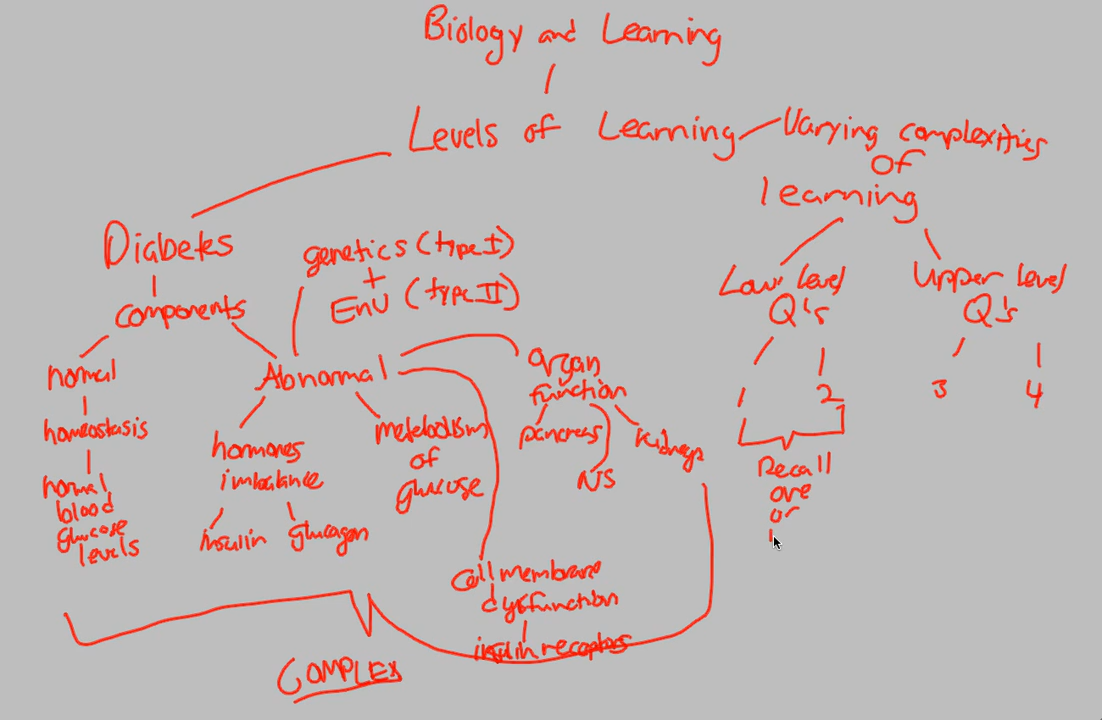 Biology and Learning
Levels of Learning
Varying complexities
of
learning
Diabetes
components
genetics (type I)
+
Env (type II)
Low level
Q's
Upper level
Q's
normal
homeostasis
normal
blood
glucose
levels
Abnormal
hormones
imbalance
insulin
glucagon
metabolism
of
glucose
organ
function
pancreas
NS
kidneys
cell membrane
dysfunction
insulin receptors
COMPLEX
1
2
3
4
Recall
one
or